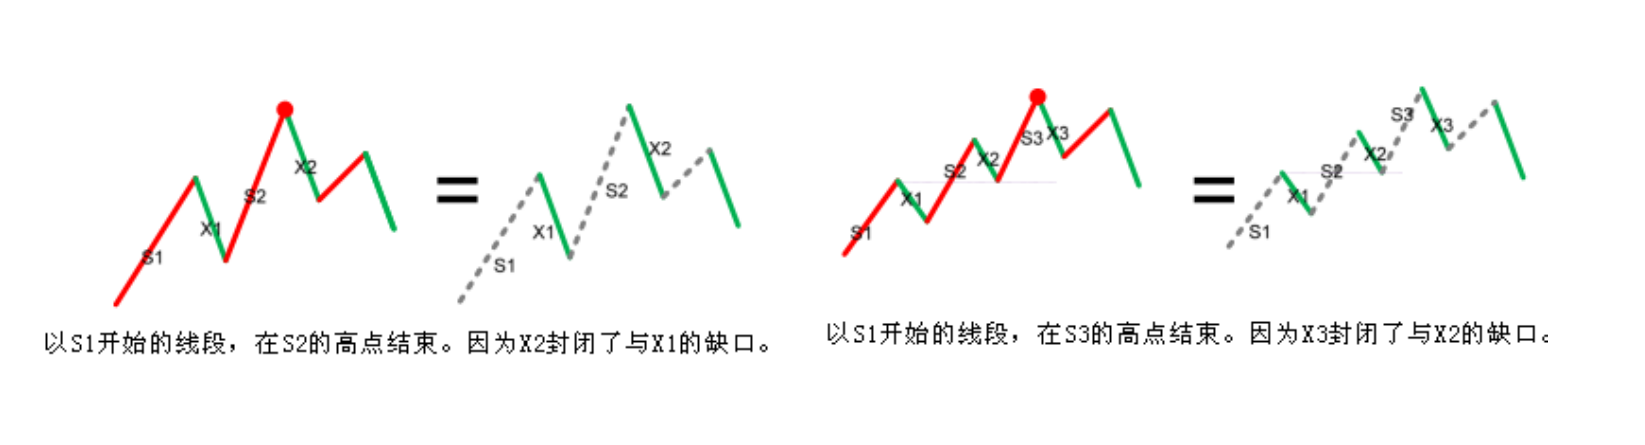 S1
X1
S2
X2
=
S1
X1
S2
X2
以S1开始的线段，在S2的高点结束。因为X2封闭了与X1的缺口。
S1
X1
S2
X2
S3
X3
=
S1
X1
S2
X2
S3
X3
以S1开始的线段，在S3的高点结束。因为X3封闭了与X2的缺口。